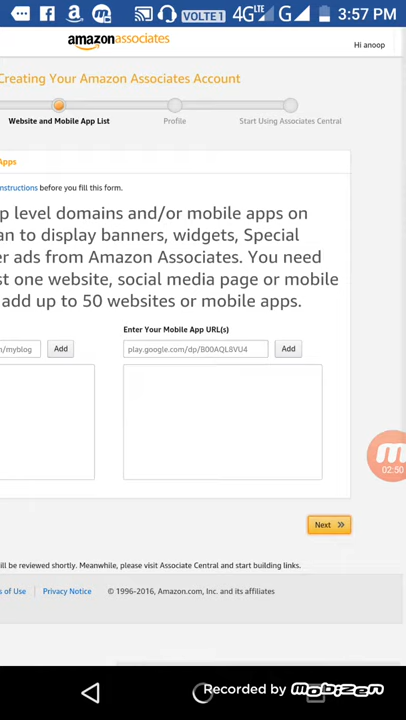 VOLTE 1 4G LTE G 3:57 PM
amazonassociates
Hi anoop
Creating Your Amazon Associates Account
Website and Mobile App List
Profile
Start Using Associates Central
Apps
instructions before you fill this form.
p level domains and/or mobile apps on
an to display banners, widgets, Special
er ads from Amazon Associates. You need
st one website, social media page or mobile
add up to 50 websites or mobile apps.
Enter Your Mobile App URL(s)
n/myblog Add play.google.com/dp/B00AQL8VU4 Add
02:50
Next »
ill be reviewed shortly. Meanwhile, please visit Associate Central and start building links.
s of Use | Privacy Notice | © 1996-2016, Amazon.com, Inc. and its affiliates
Recorded by MOBIZEN